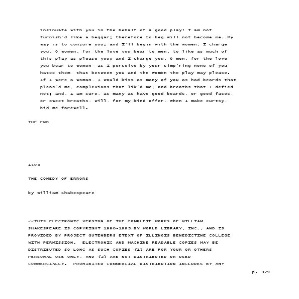 insinuate with you in the behalf of a good play! I am not
furnish'd like a beggar; therefore to beg will not become me. My
way is to conjure you; and I'll begin with the women. I charge
you, O women, for the love you bear to men, to like as much of
this play as please you; and I charge you, O men, for the love
you bear to women- as I perceive by your simp'ring none of you
hates them- that between you and the women the play may please.
If I were a woman, I would kiss as many of you as had beards that
pleas'd me, complexions that lik'd me, and breaths that I defied
not; and, I am sure, as many as have good beards, or good faces,
or sweet breaths, will, for my kind offer, when I make curtsy,
bid me farewell.
THE END
THE COMEDY OF ERRORS
by William Shakespeare
<<THIS ELECTRONIC VERSION OF THE COMPLETE WORKS OF WILLIAM
SHAKESPEARE IS COPYRIGHT 1990-1993 BY WORLD LIBRARY, INC., AND IS
PROVIDED BY PROJECT GUTENBERG ETEXT OF ILLINOIS BENEDICTINE COLLEGE
WITH PERMISSION. ELECTRONIC AND MACHINE READABLE COPIES MAY BE
DISTRIBUTED SO LONG AS SUCH COPIES (1) ARE FOR YOUR OR OTHERS
PERSONAL USE ONLY, AND (2) ARE NOT DISTRIBUTED OR USED
COMMERCIALLY. PROHIBITED COMMERCIAL DISTRIBUTION INCLUDES BY ANY